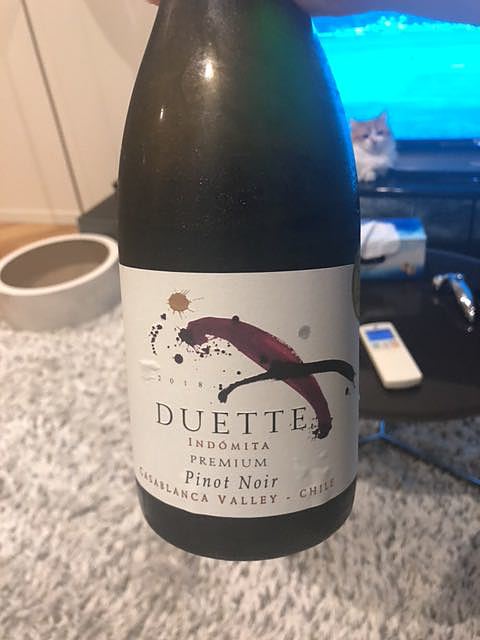 2018
DUETTE
INDÓMITA
PREMIUM
Pinot Noir
CASABLANCA VALLEY - CHILE